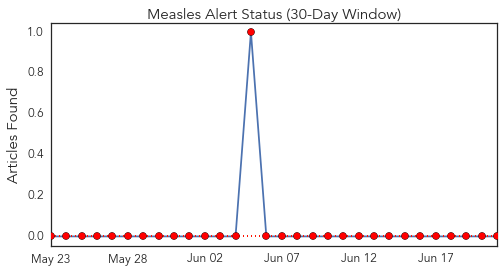 Measles Alert Status (30-Day Window)
Articles Found
1.0
0.8
0.6
0.4
0.2
0.0
May 23
May 28
Jun 02
Jun 07
Jun 12
Jun 17